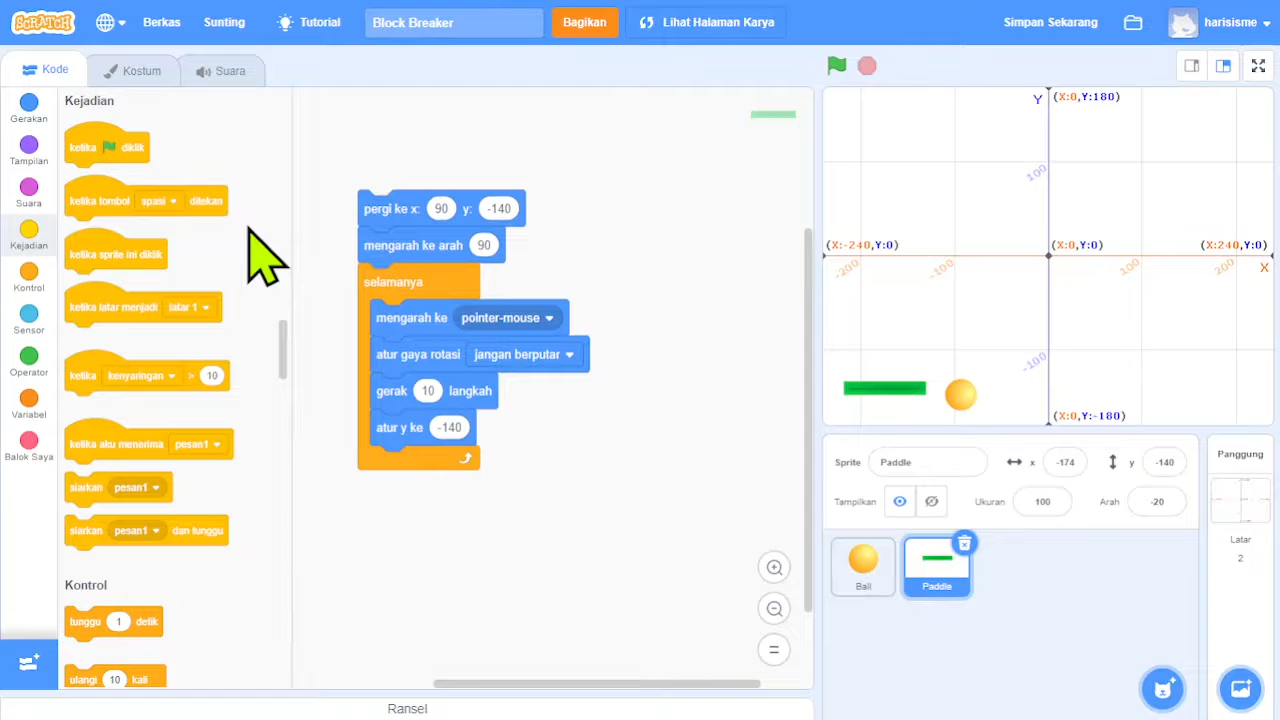 SCRATCH
Berkas
Sunting
Tutorial
Block Breaker
Bagikan
Lihat Halaman Karya
Simpan Sekarang
harisisme
Kode
Kostum
Suara
Gerakan
Tampilan
Suara
Kejadian
Kontrol
Sensor
Operator
Variabel
Balok Saya
Kejadian
ketika diklik
ketika tombol spasi ditekan
ketika sprite ini diklik
ketika latar menjadi latar 1
ketika kenyaringan > 10
ketika aku menerima pesan1
siarkan pesan1
siarkan pesan1 dan tunggu
Kontrol
tunggu 1 detik
ulangi 10 kali
pergi ke x: 90 y: -140
mengarah ke arah 90
selamanya
mengarah ke pointer-mouse
atur gaya rotasi jangan berputar
gerak 10 langkah
atur y ke -140
Ransel
Y (X:0,Y:180)
100
(X:-240,Y:0) (X:0,Y:0) (X:240,Y:0)
-200 -100 100 200 X
-100
(X:0,Y:-180)
Sprite Paddle x -174 y -140
Tampilkan Ukuran 100 Arah -20
Ball
Paddle
Panggung
Latar
2